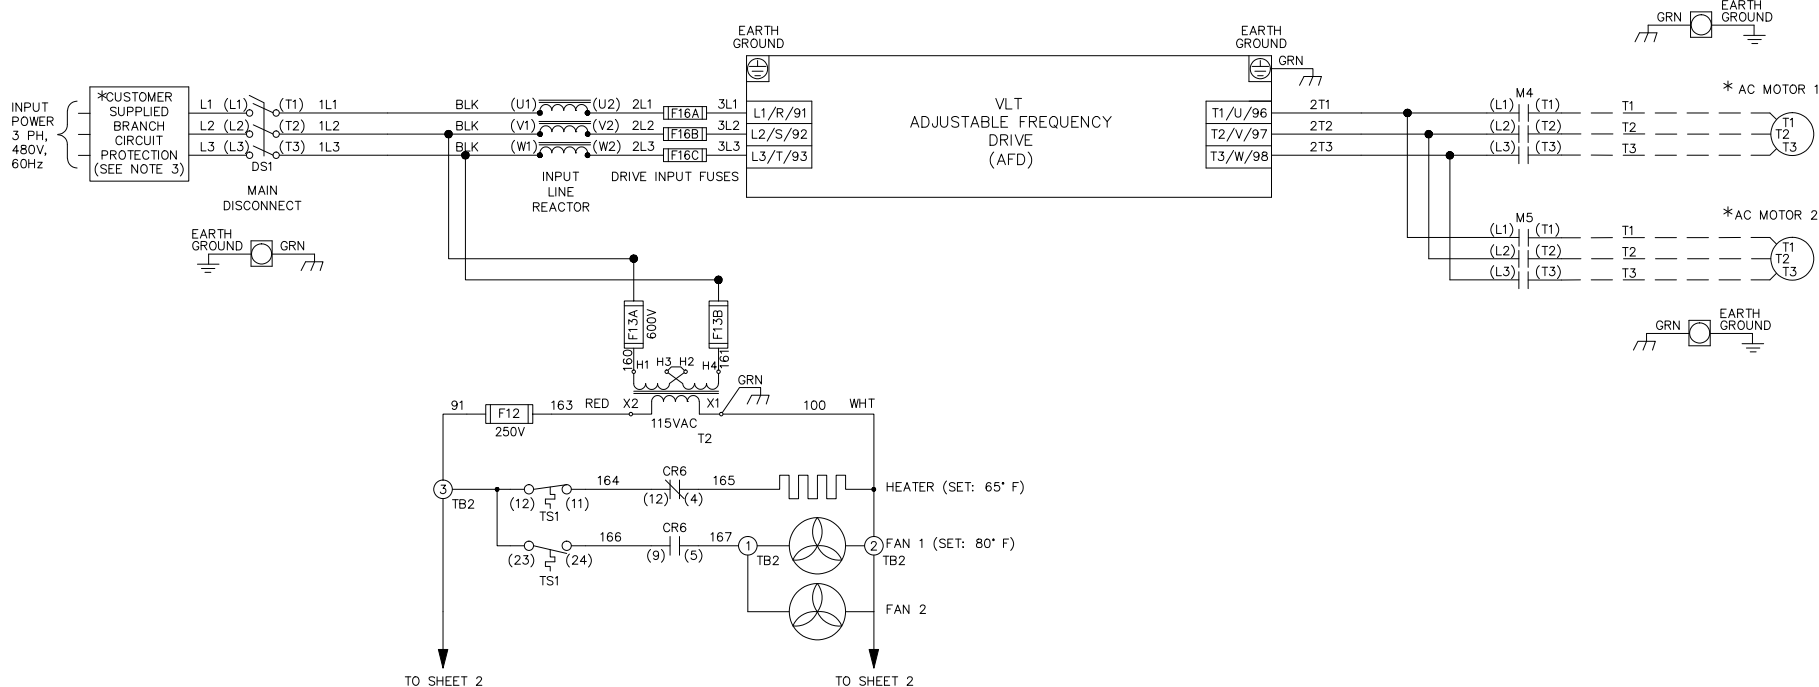 EARTH
GROUND
EARTH
GROUND
GRN
GRN
EARTH
GROUND
INPUT
POWER
3 PH,
480V,
60Hz
*CUSTOMER
SUPPLIED
BRANCH
CIRCUIT
PROTECTION
(SEE NOTE 3)
L1 (L1) (T1) 1L1 BLK (U1) (U2) 2L1 F16A 3L1 L1/R/91
L2 (L2) (T2) 1L2 BLK (V1) (V2) 2L2 F16B 3L2 L2/S/92
L3 (L3) (T3) 1L3 BLK (W1) (W2) 2L3 F16C 3L3 L3/T/93
DS1
MAIN
DISCONNECT
INPUT
LINE
REACTOR
DRIVE INPUT FUSES
VLT
ADJUSTABLE FREQUENCY
DRIVE
(AFD)
T1/U/96 2T1
T2/V/97 2T2
T3/W/98 2T3
M4
(L1) (T1) T1
(L2) (T2) T2
(L3) (T3) T3
* AC MOTOR 1
T1
T2
T3
M5
(L1) (T1) T1
(L2) (T2) T2
(L3) (T3) T3
*AC MOTOR 2
T1
T2
T3
EARTH
GROUND
GRN
GRN
EARTH
GROUND
F13A
600V
F13B
160
161
H1 H3 H2 H4
GRN
91 F12 163 RED X2 X1 100 WHT
250V
115VAC
T2
3
TB2
(12) (11) 164 CR6 (12) (4) 165 HEATER (SET: 65° F)
TS1
(23) (24) 166 CR6 (9) (5) 167 1 TB2 2 FAN 1 (SET: 80° F)
TB2
TS1
FAN 2
TO SHEET 2
TO SHEET 2